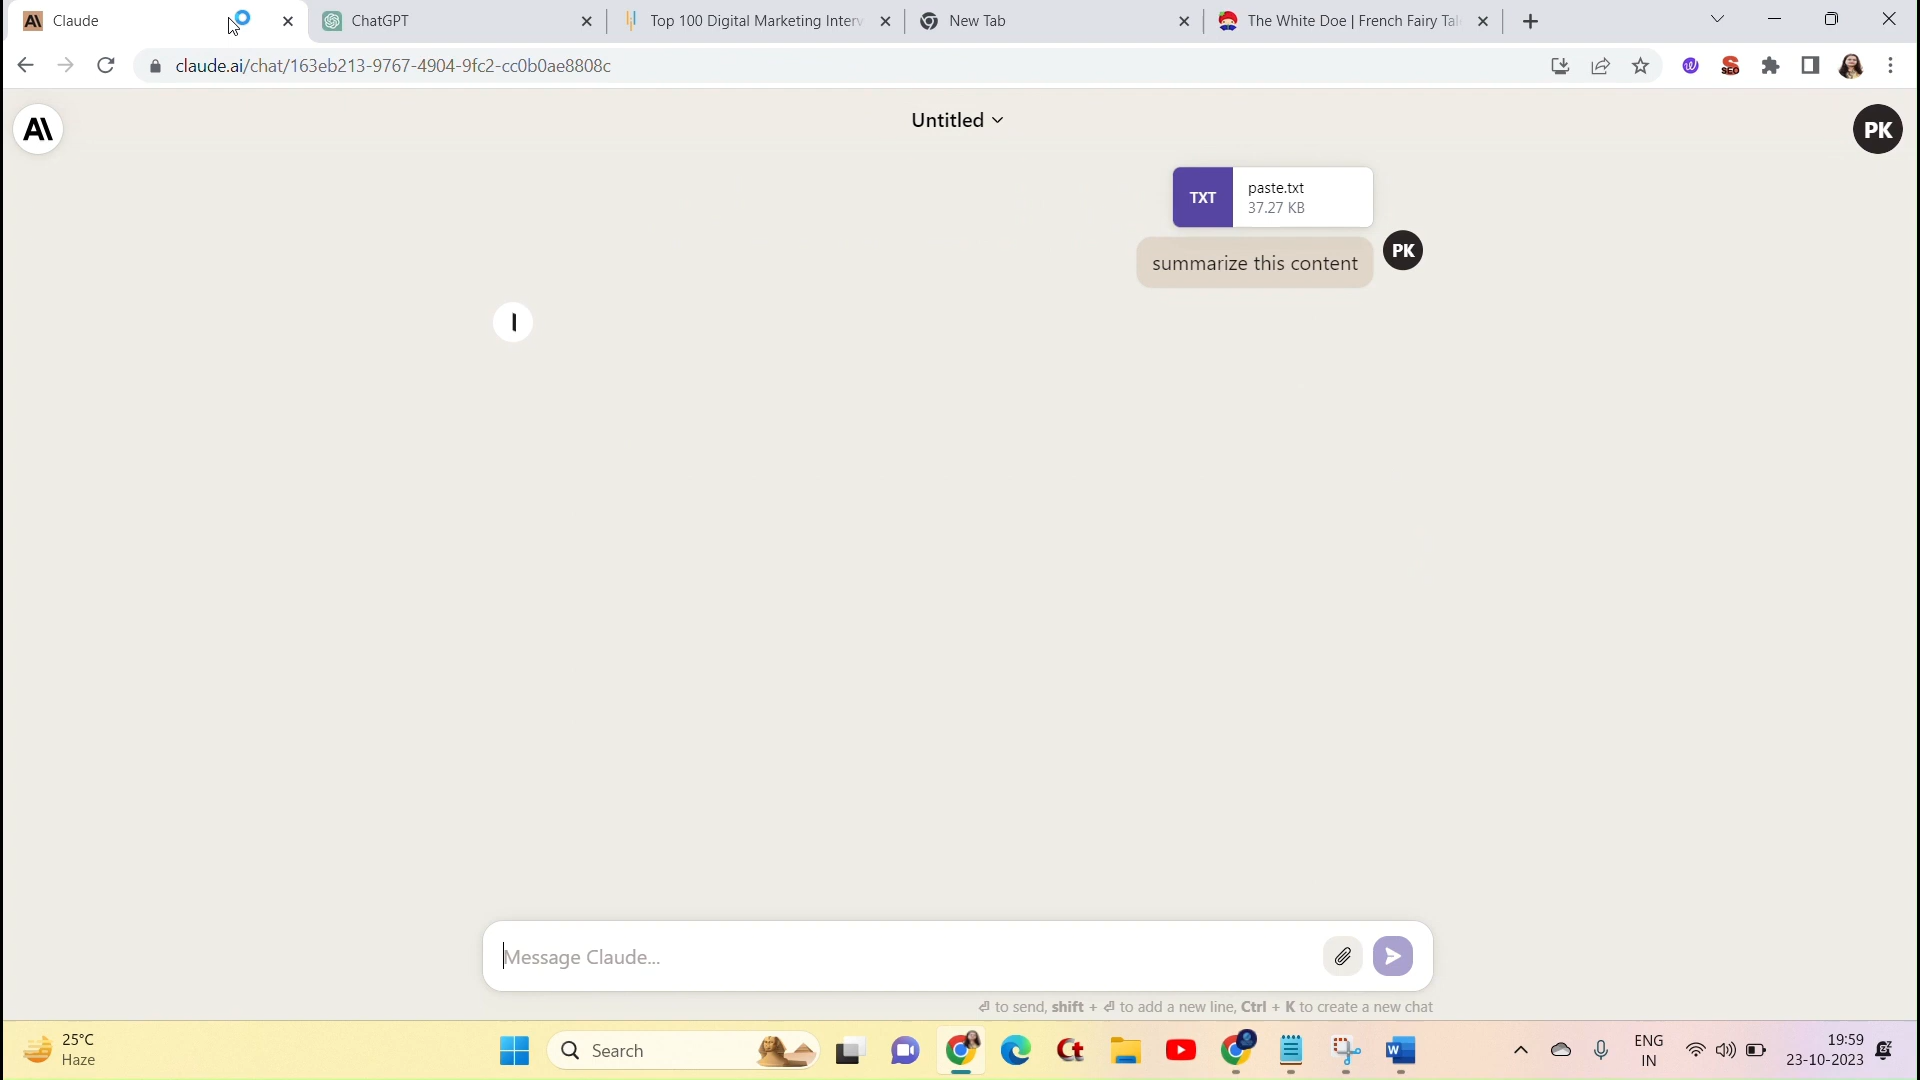 Claude
ChatGPT
Top 100 Digital Marketing Interv
New Tab
The White Doe | French Fairy Tal
claude.ai/chat/163eb213-9767-4904-9fc2-cc0b0ae8808c
SEO
Untitled
PK
TXT
paste.txt
37.27 KB
summarize this content
PK
Message Claude...
to send, shift + to add a new line, Ctrl + K to create a new chat
25°C
Haze
Search
Ct
W
ENG
IN
19:59
23-10-2023